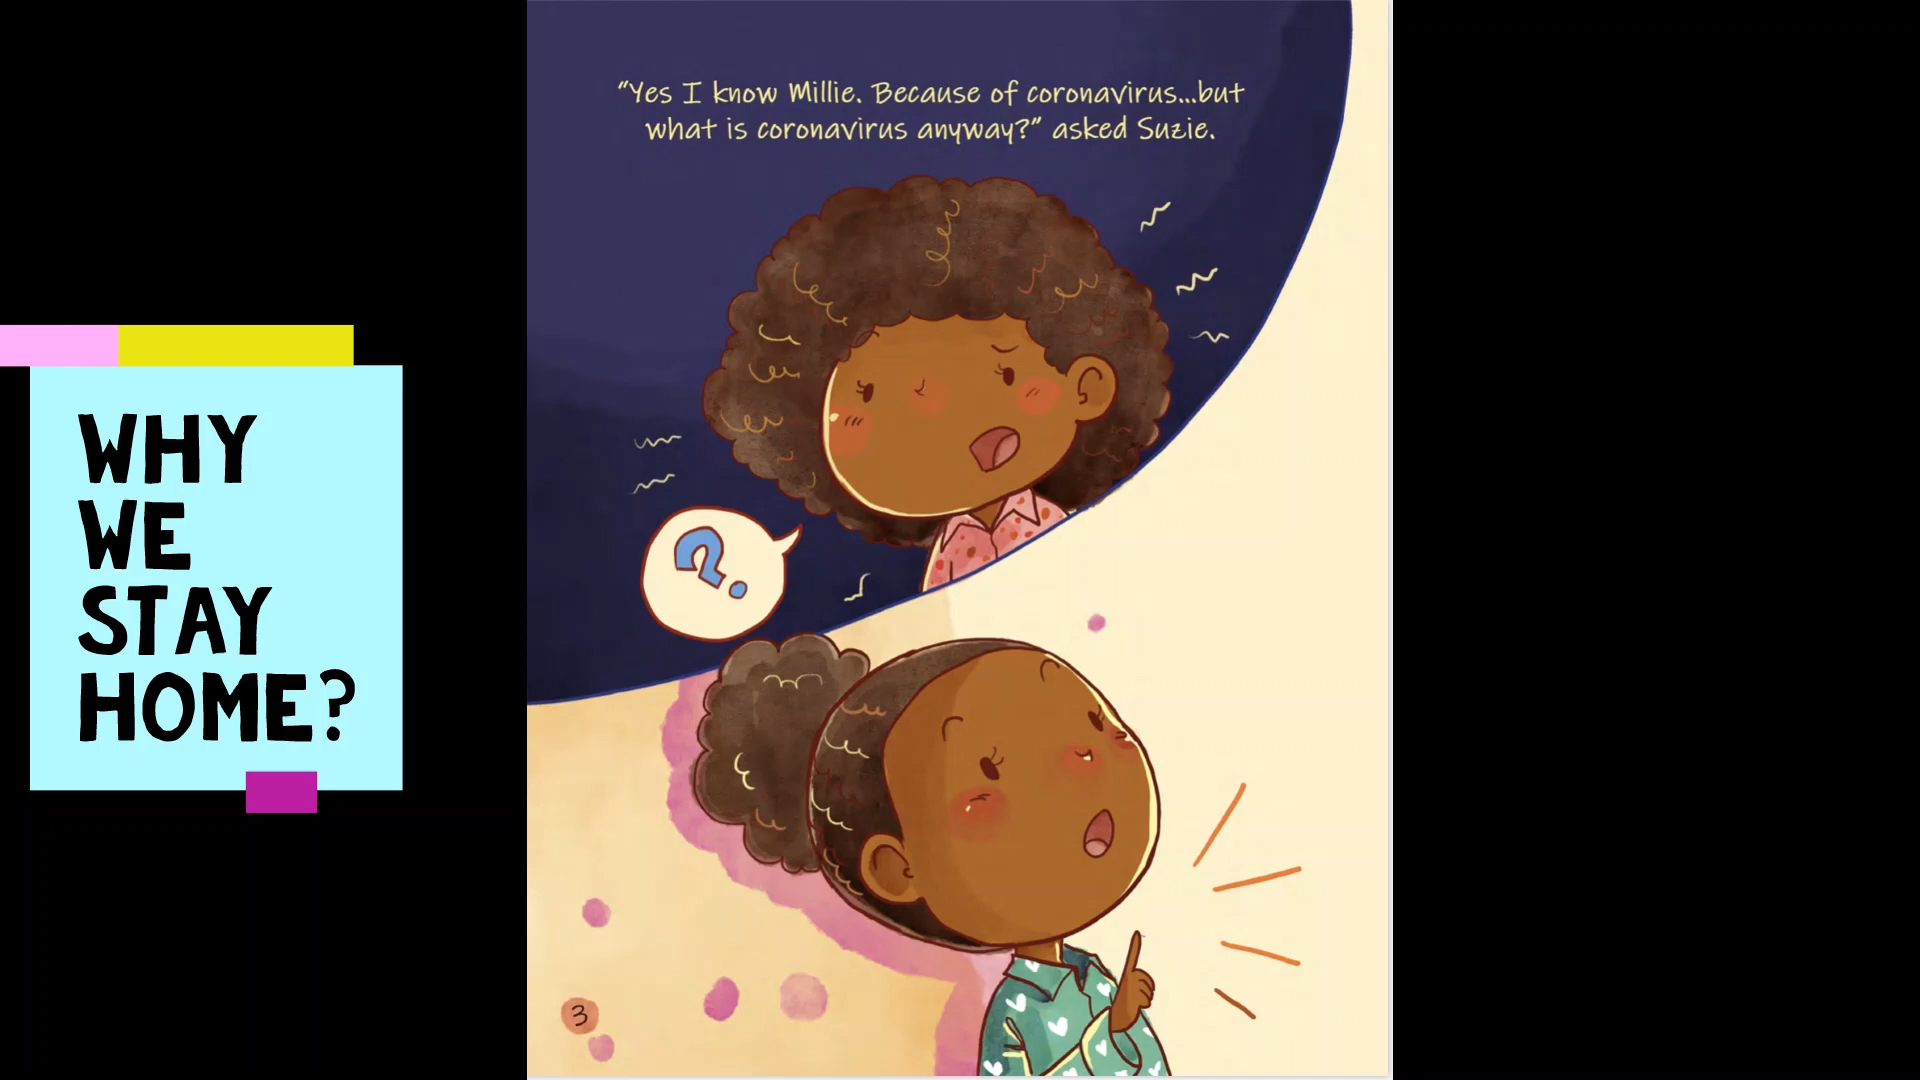 WHY
WE
STAY
HOME?
“Yes I know Millie. Because of coronavirus...but
what is coronavirus anyway?” asked Suzie.
?
3